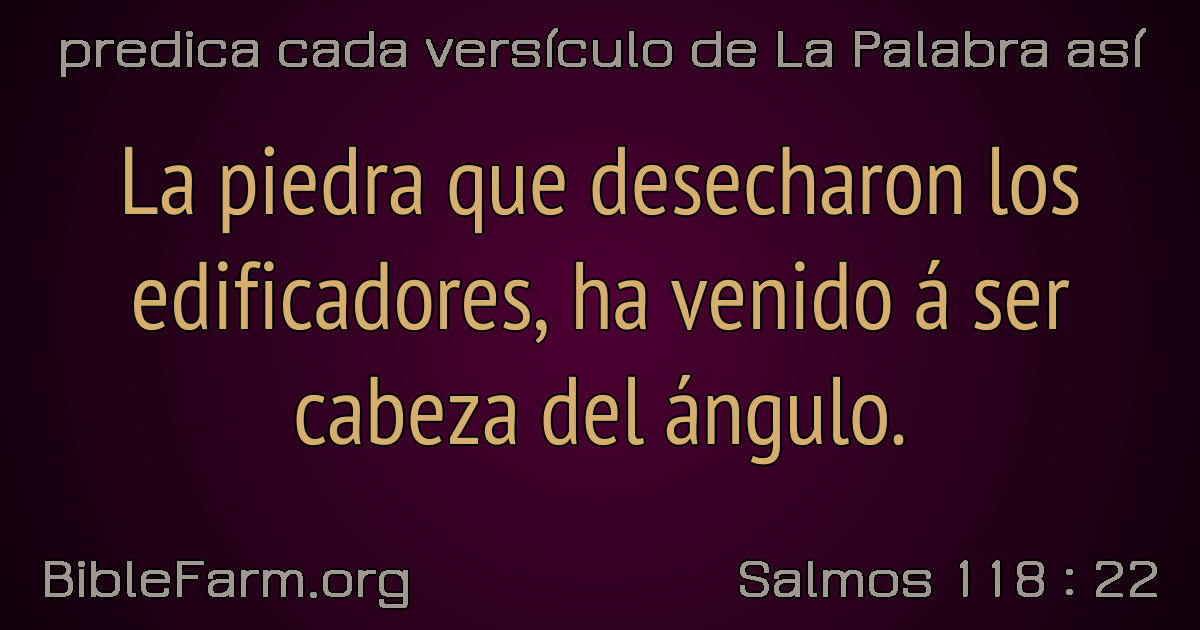 predica cada versículo de La Palabra así
La piedra que desecharon los
edificadores, ha venido á ser
cabeza del ángulo.
BibleFarm.org
Salmos 118 : 22